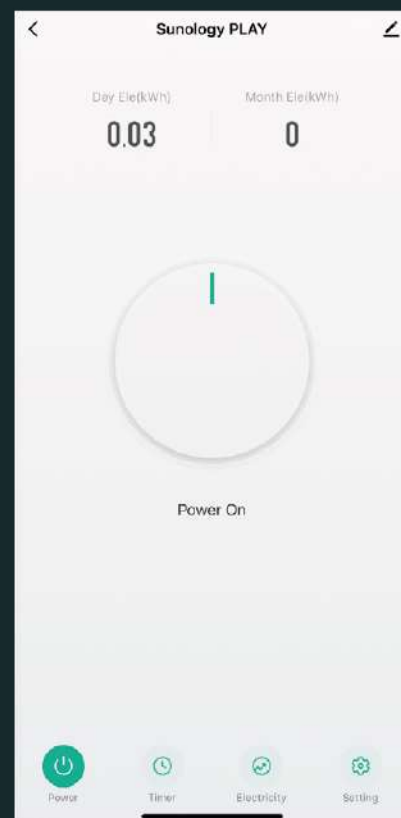 Sunology PLAY
Day Ele(kWh)
Month Ele(kWh)
0.03
0
Power On
Power
Timer
Electricity
Setting